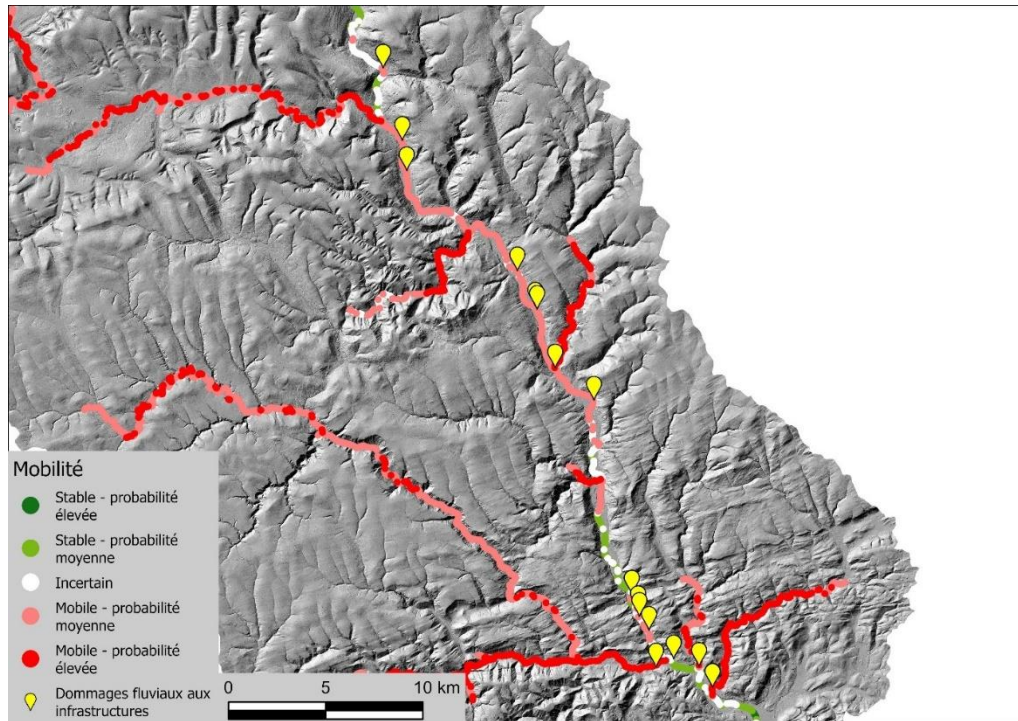 Mobilité
Stable - probabilité
élevée
Stable - probabilité
moyenne
Incertain
Mobile - probabilité
moyenne
Mobile - probabilité
élevée
Dommages fluviaux aux
infrastructures
0 5 10 km